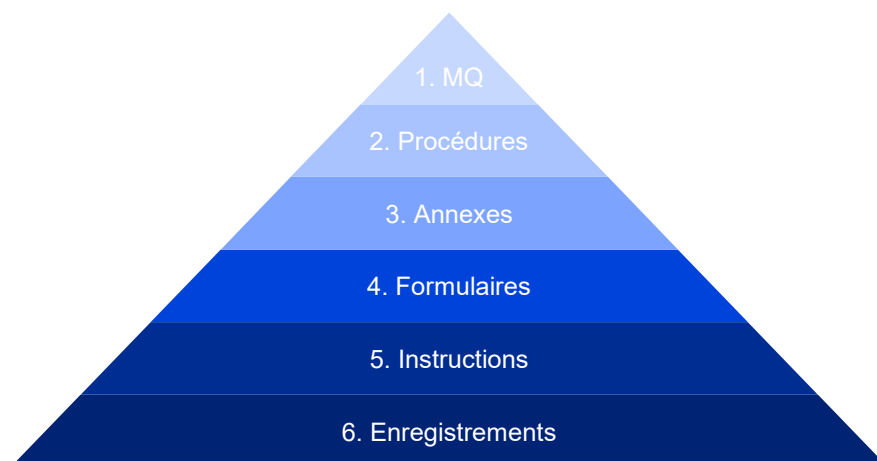 1. MQ
2. Procédures
3. Annexes
4. Formulaires
5. Instructions
6. Enregistrements